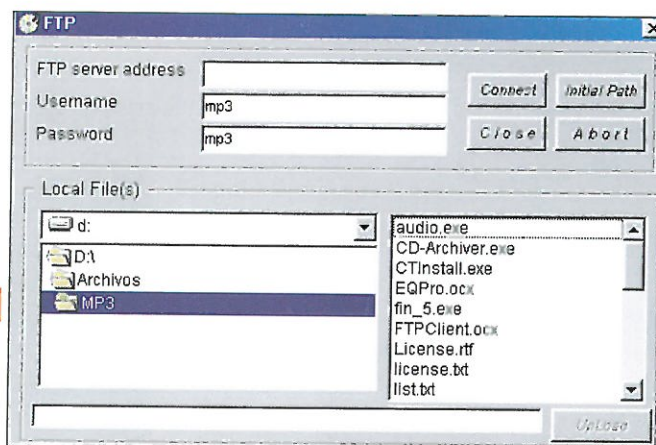 FTP
FTP server address
Username
mp3
Password
mp3
Connect
Initial Path
Close
Abort
Local File(s)
d:
D:\
Archivos
MP3
audio.exe
CD-Archiver.exe
CTInstall.exe
EQPro.ocx
fin_5.exe
FTPClient.ocx
License.rtf
license.txt
list.txt
UpLoad